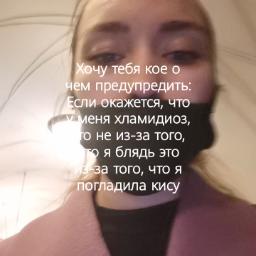 Хочу тебя кое о
чем предупредить:
Если окажется, что
у меня хламидиоз,
то не из-за того,
что я блядь это
из-за того, что я
погладила кису